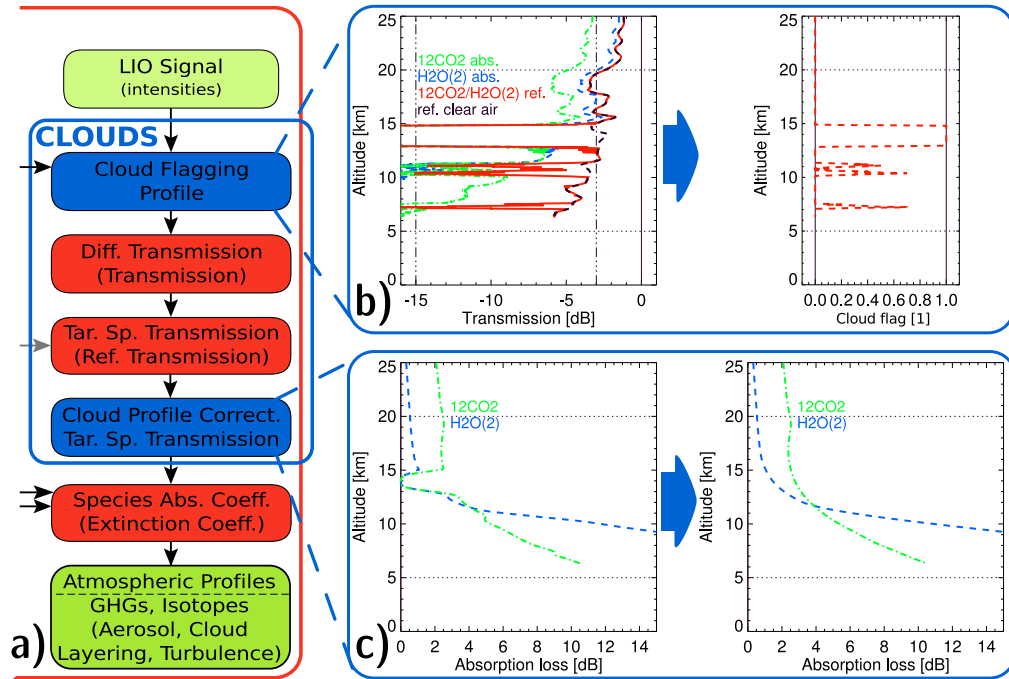 LIO Signal
(intensities)
CLOUDS
Cloud Flagging
Profile
Diff. Transmission
(Transmission)
Tar. Sp. Transmission
(Ref. Transmission)
Cloud Profile Correct.
Tar. Sp. Transmission
Species Abs. Coeff.
(Extinction Coeff.)
Atmospheric Profiles
GHGs, Isotopes
(Aerosol, Cloud
Layering, Turbulence)
a)
b)
25
20
15
10
5
0
Altitude [km]
12CO2 abs.
H2O(2) abs.
12CO2/H2O(2) ref.
ref. clear air
-15 -10 -5 0
Transmission [dB]
25
20
15
10
5
0
Altitude [km]
0.0 0.2 0.4 0.6 0.8 1.0
Cloud flag [1]
c)
25
20
15
10
5
0
Altitude [km]
12CO2
H2O(2)
0 2 4 6 8 10 12 14
Absorption loss [dB]
25
20
15
10
5
0
Altitude [km]
12CO2
H2O(2)
0 2 4 6 8 10 12 14
Absorption loss [dB]